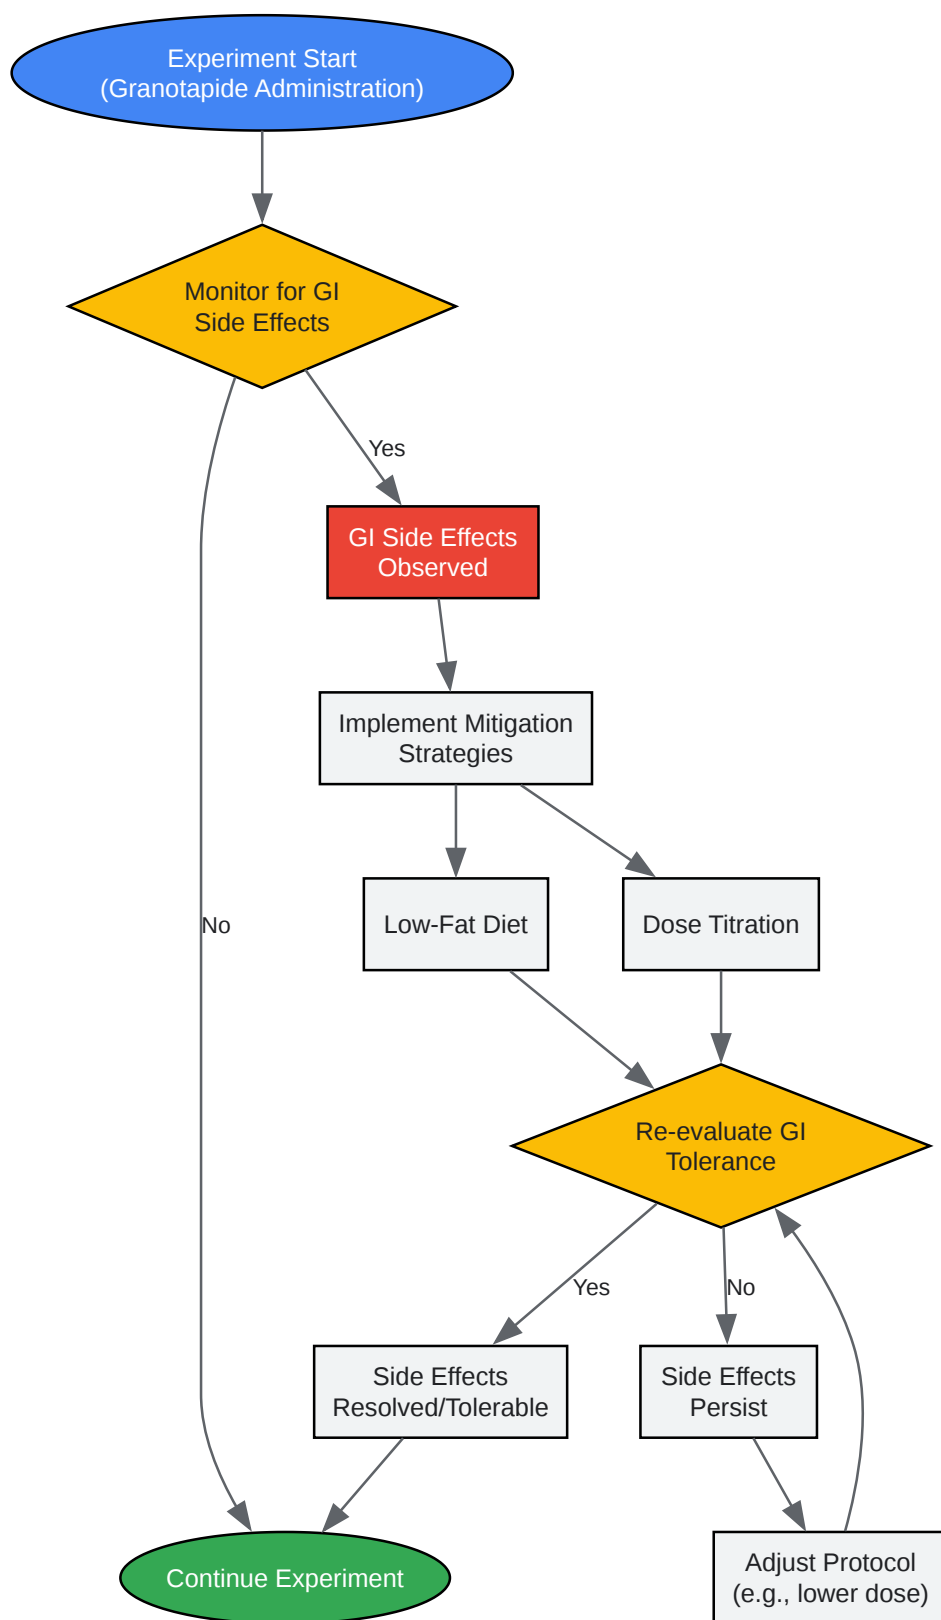 Experiment Start
(Granotapide Administration)
Monitor for GI
Side Effects
Yes
GI Side Effects
Observed
Implement Mitigation
Strategies
Low-Fat Diet
Dose Titration
No
Re-evaluate GI
Tolerance
Yes
No
Side Effects
Resolved/Tolerable
Side Effects
Persist
Continue Experiment
Adjust Protocol
(e.g., lower dose)